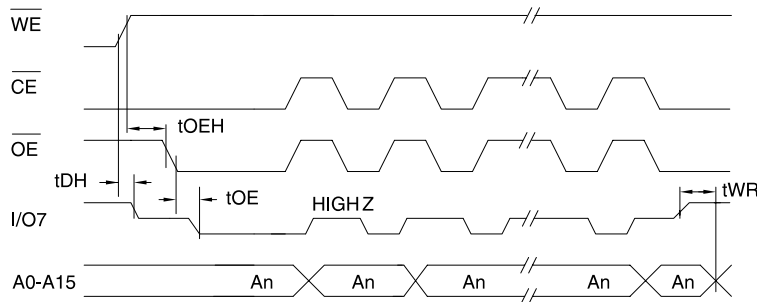 WE
CE
tOEH
OE
tDH
tOE
HIGH Z
tWR
I/O7
A0-A15 An An An An An